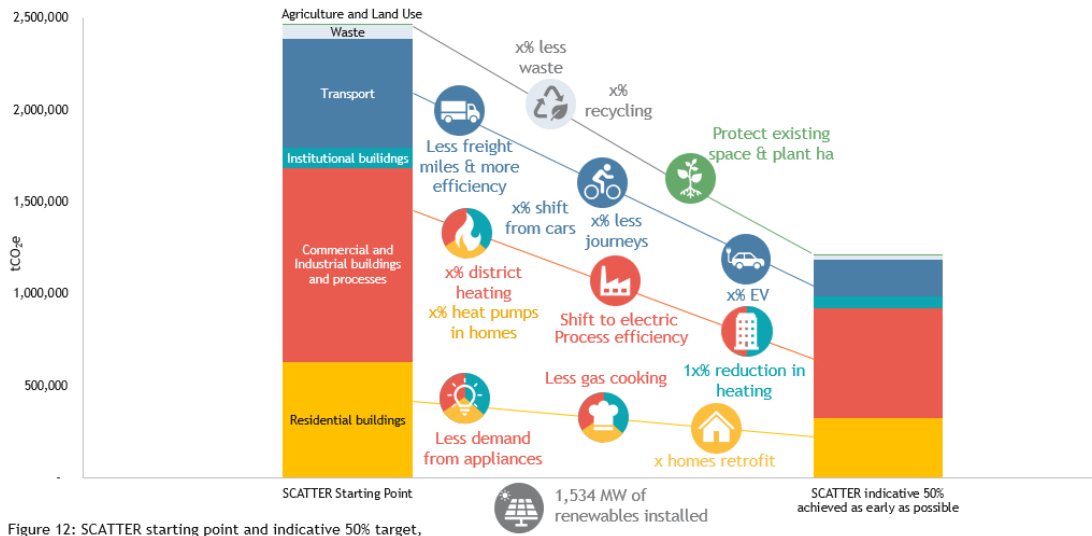 2,500,000
2,000,000
1,500,000
1,000,000
500,000
-
tCO₂e
Agriculture and Land Use
Waste
Transport
Institutional buildings
Commercial and
Industrial buildings
and processes
Residential buildings
SCATTER Starting Point
x% less
waste
x%
recycling
Protect existing
space & plant ha
Less freight
miles & more
efficiency
x% shift
from cars
x% less
journeys
x% EV
x% district
heating
x% heat pumps
in homes
Shift to electric
Process efficiency
1x% reduction in
heating
Less gas cooking
Less demand
from appliances
x homes retrofit
1,534 MW of
renewables installed
SCATTER indicative 50%
achieved as early as possible
Figure 12: SCATTER starting point and indicative 50% target,